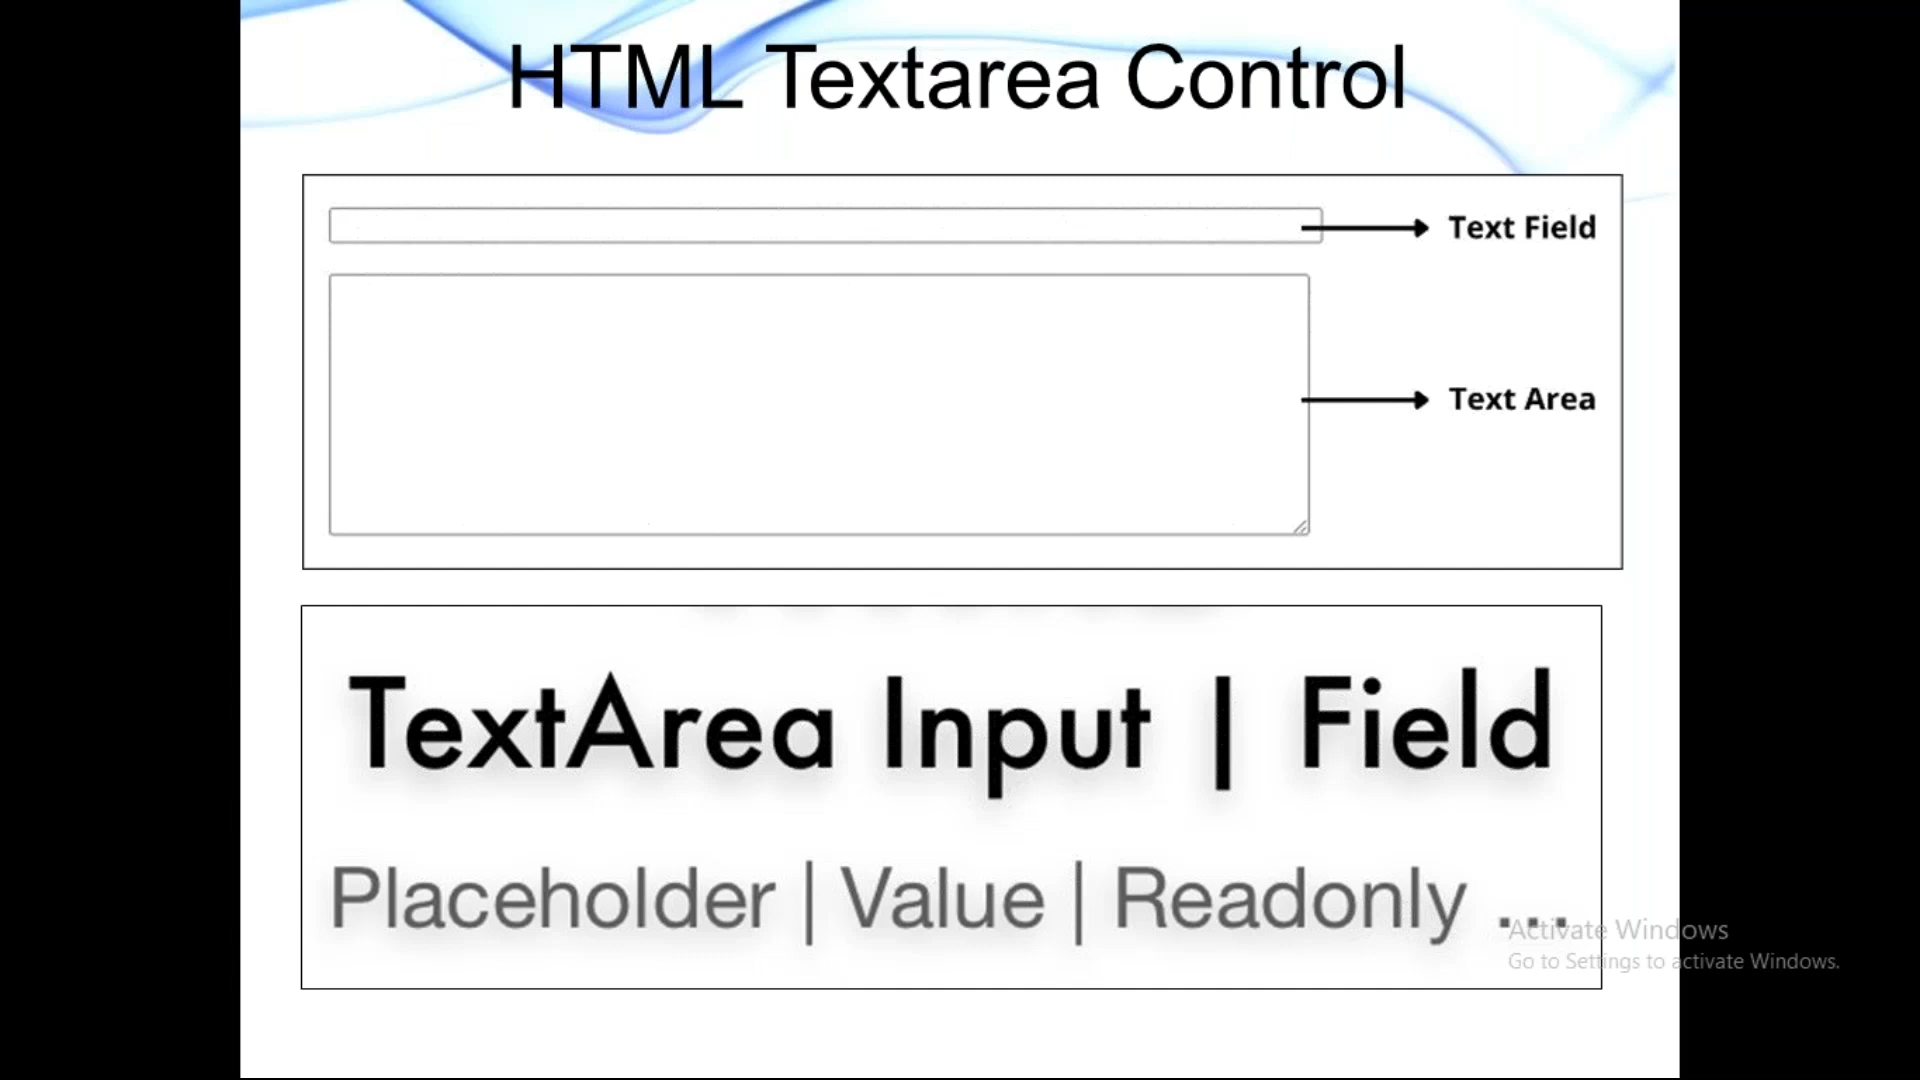 HTML Textarea Control
Text Field
Text Area
TextArea Input | Field
Placeholder | Value | Readonly ...
Activate Windows
Go to Settings to activate Windows.